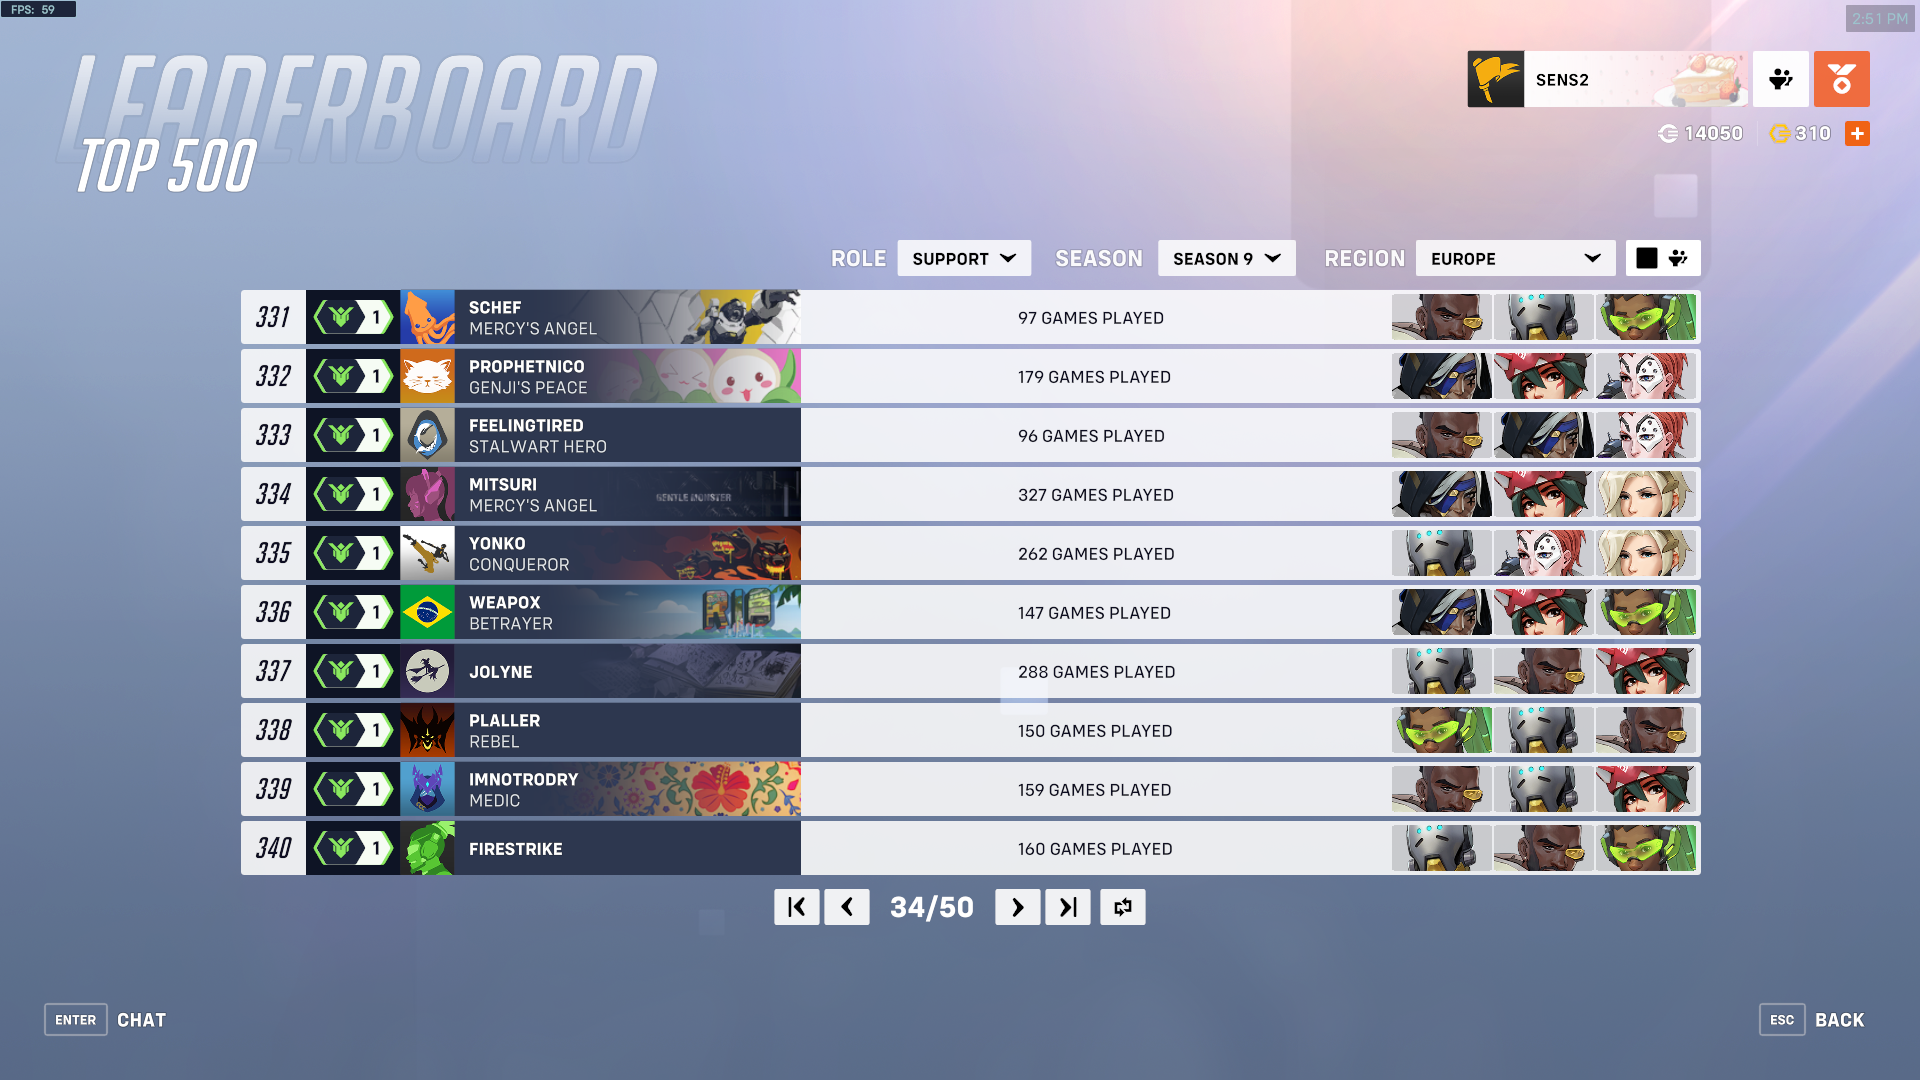 FPS: 59
2:51 PM
LEADERBOARD
TOP 500
SENS2
14050
310
ROLE SUPPORT SEASON SEASON 9 REGION EUROPE
331 1 SCHEF 97 GAMES PLAYED
MERCY'S ANGEL
332 1 PROPHETNICO 179 GAMES PLAYED
GENJI'S PEACE
333 1 FEELINGTIRED 96 GAMES PLAYED
STALWART HERO
334 1 MITSURI 327 GAMES PLAYED
MERCY'S ANGEL GENTLE MONSTER
335 1 YONKO 262 GAMES PLAYED
CONQUEROR
336 1 WEAPOX RIO 147 GAMES PLAYED
BETRAYER
337 1 JOLYNE 288 GAMES PLAYED
338 1 PLALLER 150 GAMES PLAYED
REBEL
339 1 IMNOTRODRY 159 GAMES PLAYED
MEDIC
340 1 FIRESTRIKE 160 GAMES PLAYED
34/50
ENTER CHAT
ESC BACK